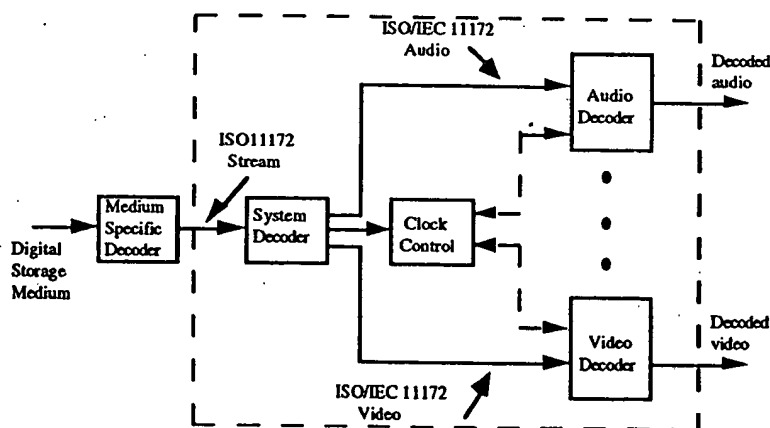 ISO/IEC 11172
Audio
Decoded
audio
Audio
Decoder
ISO11172
Stream
Medium
Specific
Decoder
System
Decoder
Clock
Control
Digital
Storage
Medium
Video
Decoder
Decoded
video
ISO/IEC 11172
Video